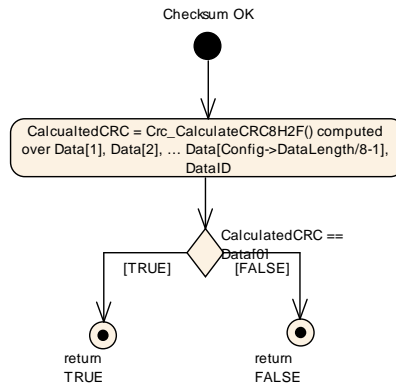 Checksum OK
CalcualtedCRC = Crc_CalculateCRC8H2F() computed
over Data[1], Data[2], … Data[Config->DataLength/8-1],
DataID
CalculatedCRC ==
Data[0]
[TRUE]
[FALSE]
return
TRUE
return
FALSE